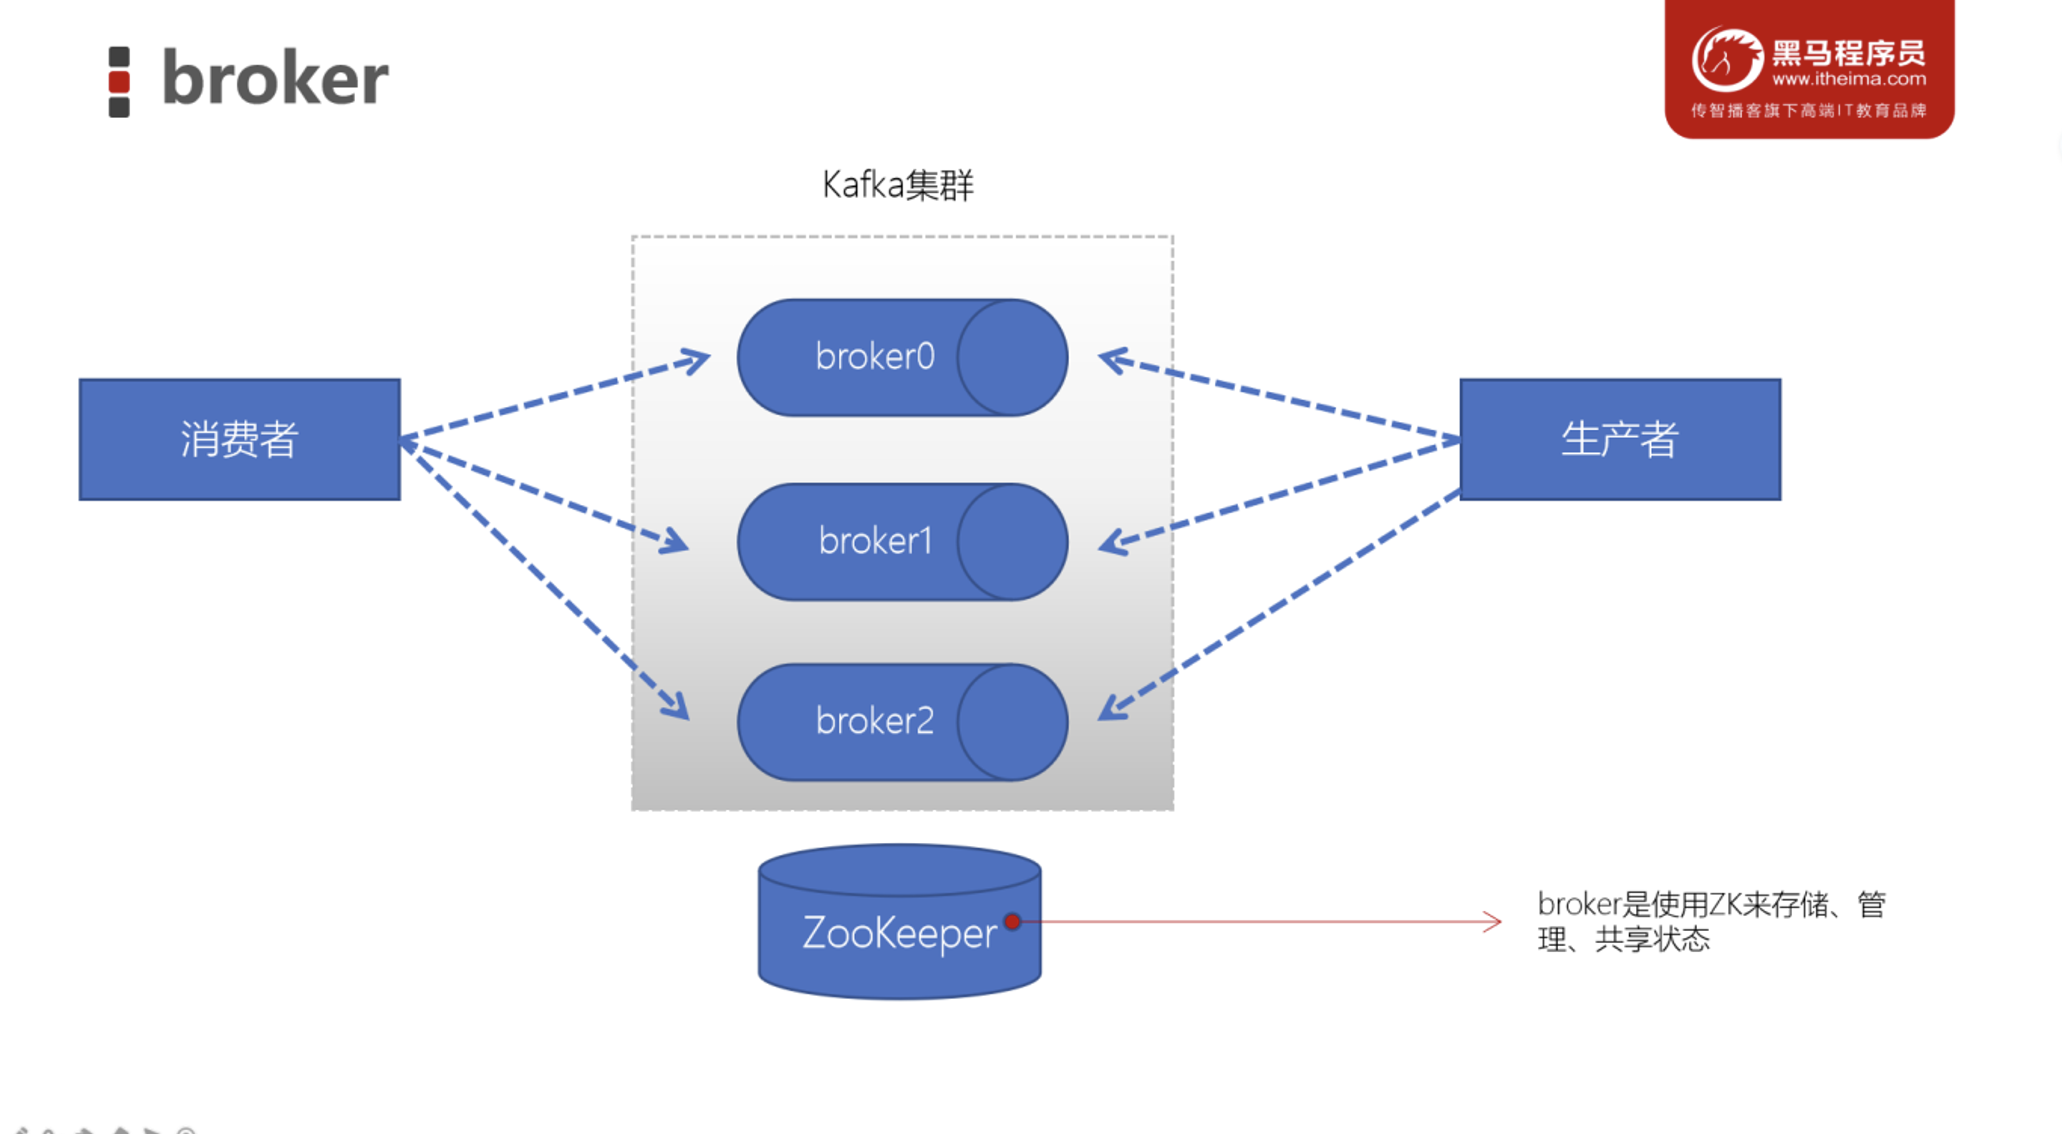 broker
黑马程序员
www.itheima.com
传智播客旗下高端IT教育品牌
Kafka集群
broker0
消费者
生产者
broker1
broker2
ZooKeeper
broker是使用ZK来存储、管
理、共享状态